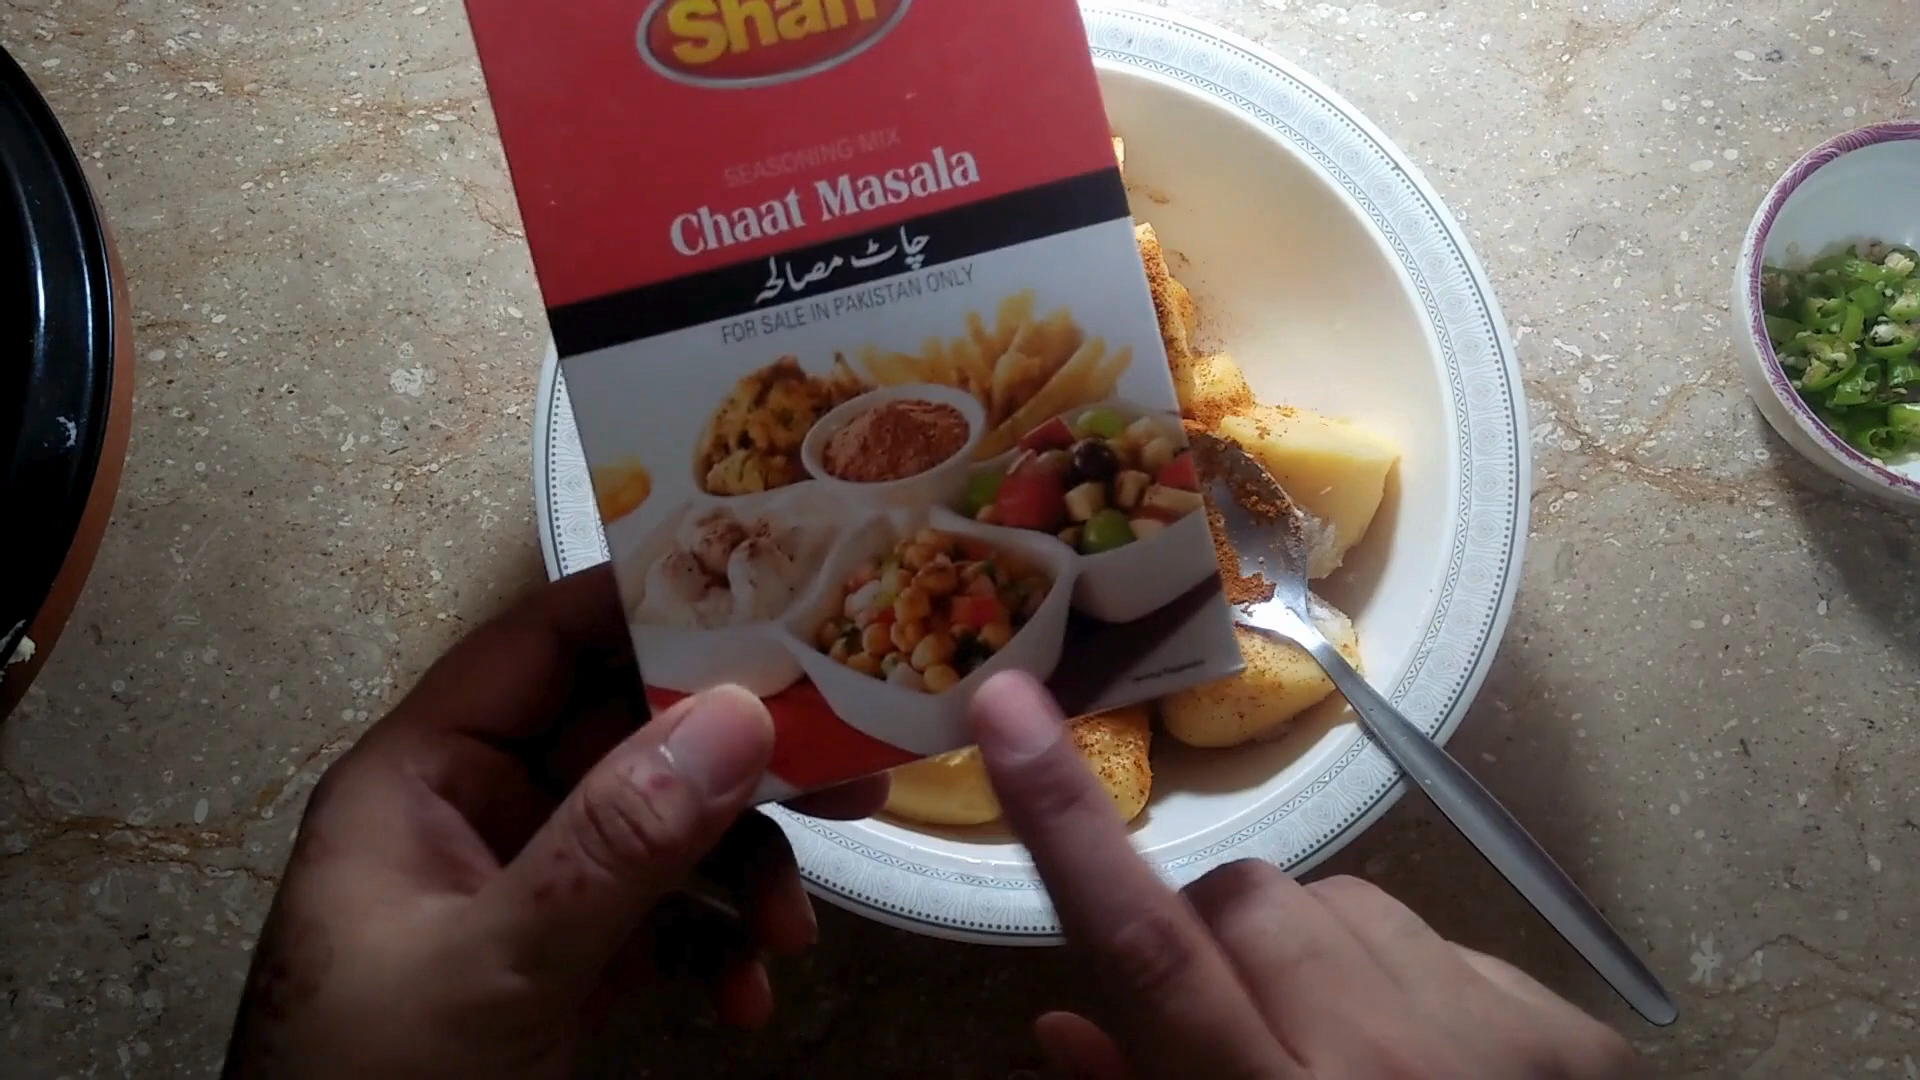 Shan
SEASONING MIX
Chaat Masala
چاٹ مصالحہ
FOR SALE IN PAKISTAN ONLY